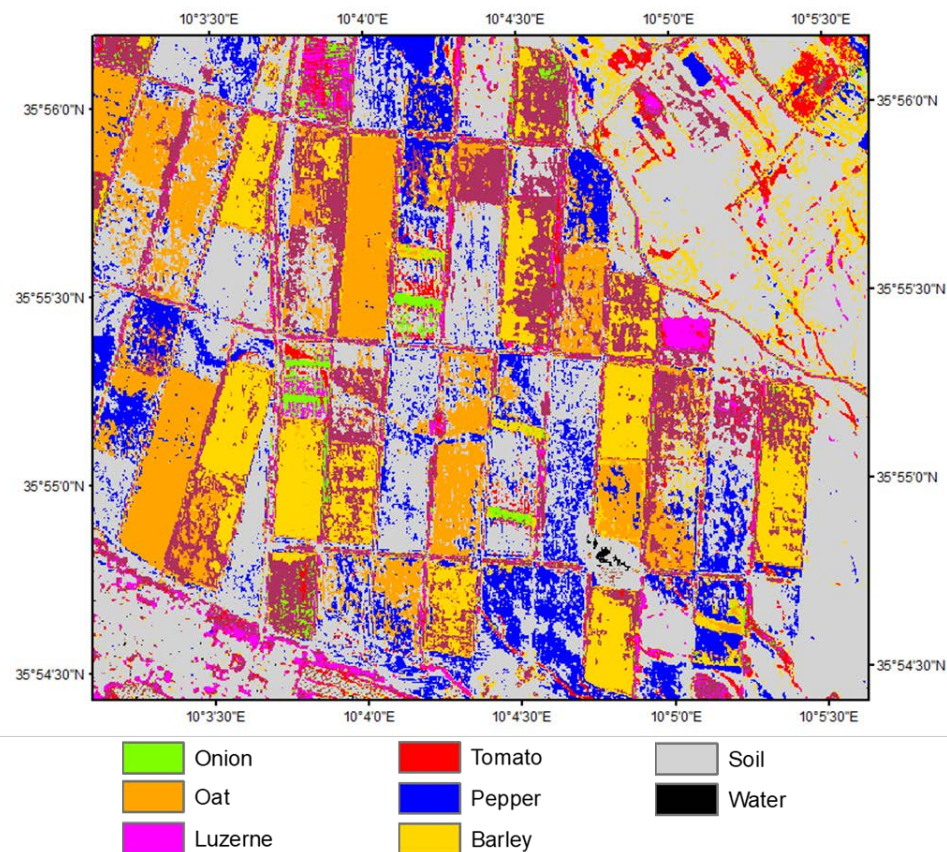 10°3'30"E 10°4'0"E 10°4'30"E 10°5'0"E 10°5'30"E
35°56'0"N 35°56'0"N
35°55'30"N 35°55'30"N
35°55'0"N 35°55'0"N
35°54'30"N 35°54'30"N
10°3'30"E 10°4'0"E 10°4'30"E 10°5'0"E 10°5'30"E
Onion Tomato Soil
Oat Pepper Water
Luzerne Barley